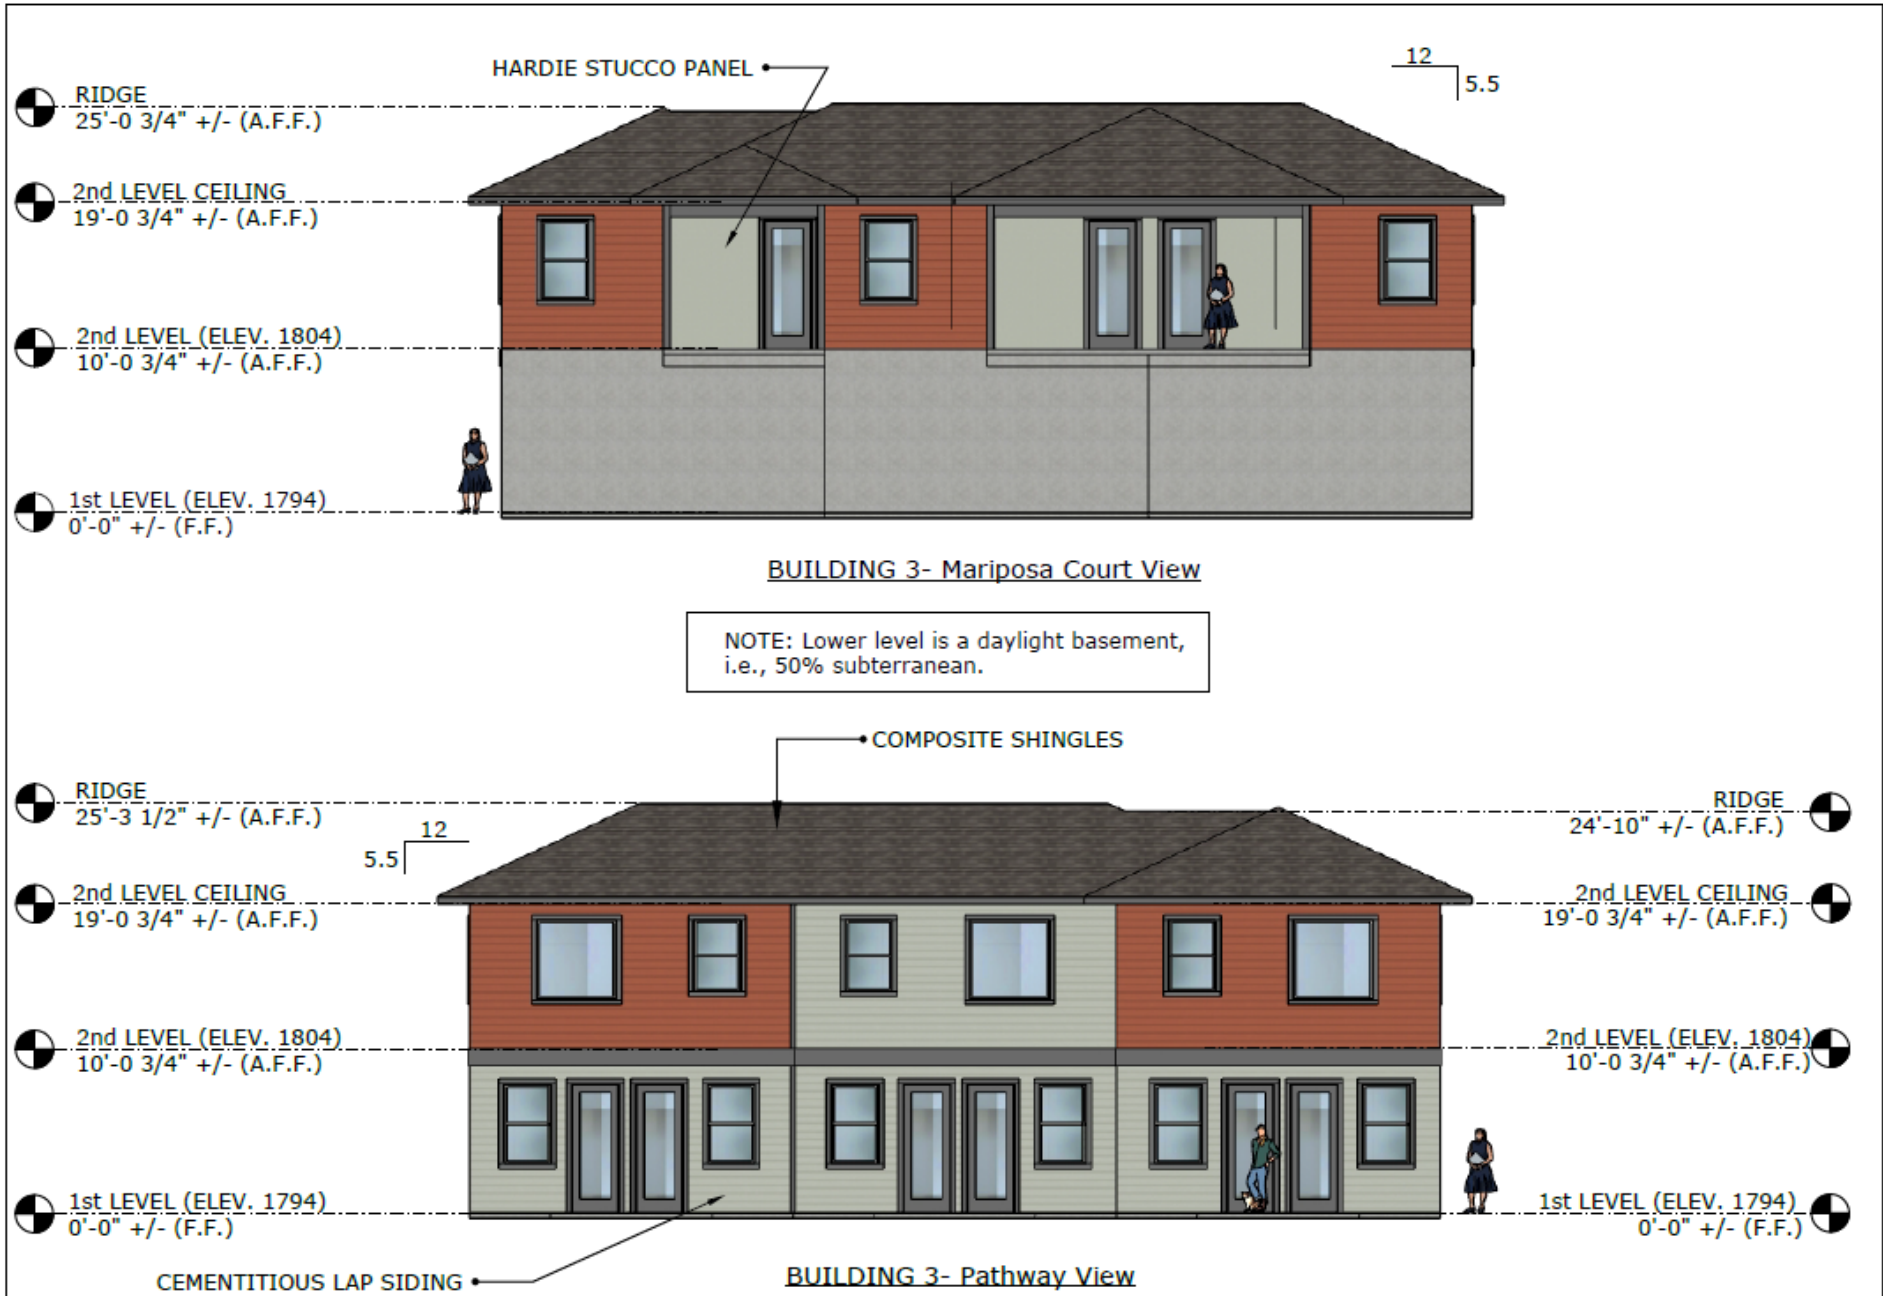 HARDIE STUCCO PANEL
12
5.5
RIDGE
25'-0 3/4" +/- (A.F.F.)
2nd LEVEL CEILING
19'-0 3/4" +/- (A.F.F.)
2nd LEVEL (ELEV. 1804)
10'-0 3/4" +/- (A.F.F.)
1st LEVEL (ELEV. 1794)
0'-0" +/- (F.F.)
BUILDING 3- Mariposa Court View
NOTE: Lower level is a daylight basement,
i.e., 50% subterranean.
COMPOSITE SHINGLES
RIDGE
25'-3 1/2" +/- (A.F.F.)
12
5.5
2nd LEVEL CEILING
19'-0 3/4" +/- (A.F.F.)
2nd LEVEL (ELEV. 1804)
10'-0 3/4" +/- (A.F.F.)
1st LEVEL (ELEV. 1794)
0'-0" +/- (F.F.)
RIDGE
24'-10" +/- (A.F.F.)
2nd LEVEL CEILING
19'-0 3/4" +/- (A.F.F.)
2nd LEVEL (ELEV. 1804)
10'-0 3/4" +/- (A.F.F.)
1st LEVEL (ELEV. 1794)
0'-0" +/- (F.F.)
CEMENTITIOUS LAP SIDING
BUILDING 3- Pathway View